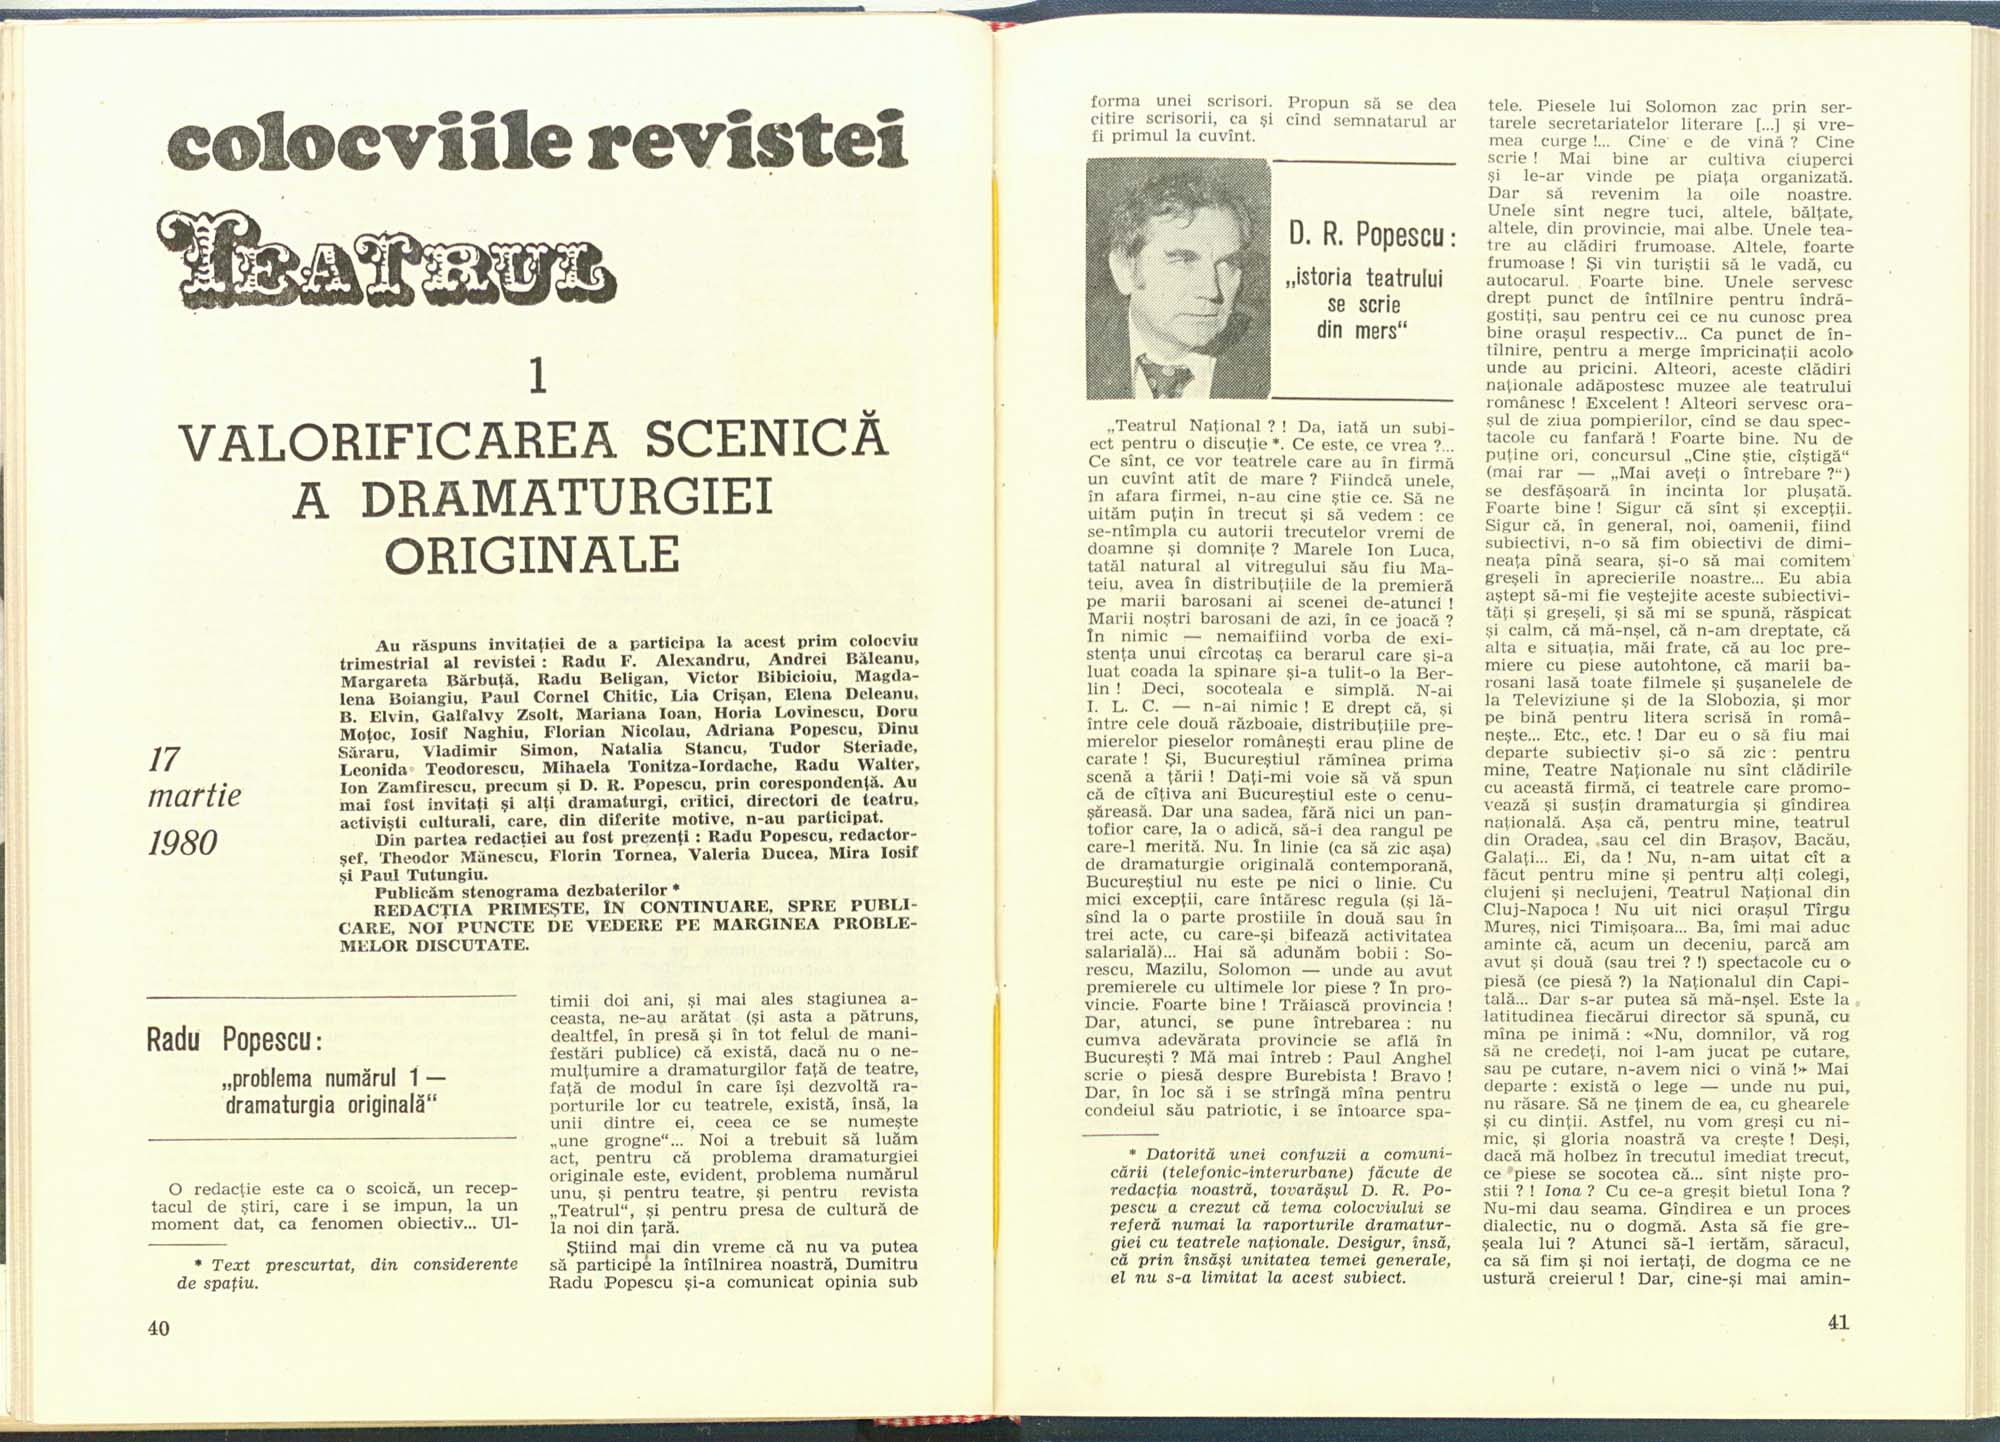 colocviile revistei
TEATRUL
1
VALORIFICAREA SCENICĂ
A DRAMATURGIEI
ORIGINALE
17
martie
1980
Au răspuns invitației de a participa la acest prim colocviu
trimestrial al revistei : Radu F. Alexandru, Andrei Băleanu,
Margareta Bărbuță, Radu Beligan, Victor Bibicioiu, Magda-
lena Boiangiu, Paul Cornel Chitic, Lia Crișan, Elena Deleanu,
B. Elvin, Galfalvy Zsolt, Mariana Ioan, Horia Lovinescu, Doru
Moțoc, Iosif Naghiu, Florian Nicolau, Adriana Popescu, Dinu
Săraru, Vladimir Simon, Natalia Stancu, Tudor Steriade,
Leonida Teodorescu, Mihaela Tonitza-Iordache, Radu Walter,
Ion Zamfirescu, precum și D. R. Popescu, prin corespondență. Au
mai fost invitați și alți dramaturgi, critici, directori de teatru,
activiști culturali, care, din diferite motive, n-au participat.
Din partea redacției au fost prezenți : Radu Popescu, redactor-
șef, Theodor Mănescu, Florin Tornea, Valeria Ducea, Mira Iosif
și Paul Tutungiu.
Publicăm stenograma dezbaterilor *
REDACȚIA PRIMEȘTE, ÎN CONTINUARE, SPRE PUBLI-
CARE, NOI PUNCTE DE VEDERE PE MARGINEA PROBLE-
MELOR DISCUTATE.
Radu Popescu :
„problema numărul 1 —
dramaturgia originală“
O redacție este ca o scoică, un recep-
tacul de știri, care i se impun, la un
moment dat, ca fenomen obiectiv... Ul-
* Text prescurtat, din considerente
de spațiu.
timii doi ani, și mai ales stagiunea a-
ceasta, ne-au arătat (și asta a pătruns,
dealtfel, în presă și în tot felul de mani-
festări publice) că există, dacă nu o ne-
mulțumire a dramaturgilor față de teatre,
față de modul în care își dezvoltă ra-
porturile lor cu teatrele, există, însă, la
unii dintre ei, ceea ce se numește
„une grogne“... Noi a trebuit să luăm
act, pentru că problema dramaturgiei
originale este, evident, problema numărul
unu, și pentru teatre, și pentru revista
„Teatrul“, și pentru presa de cultură de
la noi din țară.
Știind mai din vreme că nu va putea
să participe la întîlnirea noastră, Dumitru
Radu Popescu și-a comunicat opinia sub
40
forma unei scrisori. Propun să se dea
citire scrisorii, ca și cînd semnatarul ar
fi primul la cuvînt.
D. R. Popescu :
„istoria teatrului
se scrie
din mers“
„Teatrul Național ? ! Da, iată un subi-
ect pentru o discuție *. Ce este, ce vrea ?...
Ce sînt, ce vor teatrele care au în firmă
un cuvînt atît de mare ? Fiindcă unele,
în afara firmei, n-au cine știe ce. Să ne
uităm puțin în trecut și să vedem : ce
se-ntîmpla cu autorii trecutelor vremi de
doamne și domnițe ? Marele Ion Luca,
tatăl natural al vitregului său fiu Ma-
teiu, avea în distribuțiile de la premieră
pe marii barosani ai scenei de-atunci !
Marii noștri barosani de azi, în ce joacă ?
În nimic — nemaifiind vorba de exi-
stența unui circotaș ca berarul care și-a
luat coada la spinare și-a tulit-o la Ber-
lin ! Deci, socoteala e simplă. N-ai
I. L. C. — n-ai nimic ! E drept că, și
între cele două războaie, distribuțiile pre-
mierelor pieselor românești erau pline de
carate ! Și, Bucureștiul rămînea prima
scenă a țării ! Dați-mi voie să vă spun
că de cîțiva ani Bucureștiul este o cenu-
șăreasă. Dar una sadea, fără nici un pan-
tofior care, la o adică, să-i dea rangul pe
care-l merită. Nu. În linie (ca să zic așa)
de dramaturgie originală contemporană,
Bucureștiul nu este pe nici o linie. Cu
mici excepții, care întăresc regula (și lă-
sînd la o parte prostiile în două sau în
trei acte, cu care-și bifează activitatea
salarială)... Hai să adunăm bobii : So-
rescu, Mazilu, Solomon — unde au avut
premierele cu ultimele lor piese ? În pro-
vincie. Foarte bine ! Trăiască provincia !
Dar, atunci, se pune întrebarea : nu
cumva adevărata provincie se află în
București ? Mă mai întreb : Paul Anghel
scrie o piesă despre Burebista ! Bravo !
Dar, în loc să i se stringă mîna pentru
condeiul său patriotic, i se întoarce spa-
* Datorită unei confuzii a comuni-
cării (telefonic-interurbane) făcute de
redacția noastră, tovarășul D. R. Po-
pescu a crezut că tema colocviului se
referă numai la raporturile dramatur-
giei cu teatrele naționale. Desigur, însă,
că prin însăși unitatea temei generale,
el nu s-a limitat la acest subiect.
tele. Piesele lui Solomon zac prin ser-
tarele secretariatelor literare [...] și vre-
mea curge !... Cine e de vină ? Cine
scrie ! Mai bine ar cultiva ciuperci
și le-ar vinde pe piața organizată.
Dar să revenim la oile noastre.
Unele sînt negre tuci, altele, bălțate,
altele, din provincie, mai albe. Unele tea-
tre au clădiri frumoase. Altele, foarte
frumoase ! Și vin turiștii să le vadă, cu
autocarul. Foarte bine. Unele servesc
drept punct de întîlnire pentru îndră-
gostiți, sau pentru cei ce nu cunosc prea
bine orașul respectiv... Ca punct de în-
tîlnire, pentru a merge împricinații acolo
unde au pricini. Alteori, aceste clădiri
naționale adăpostesc muzee ale teatrului
românesc ! Excelent ! Alteori servesc ora-
șul de ziua pompierilor, cînd se dau spec-
tacole cu fanfară ! Foarte bine. Nu de
puține ori, concursul „Cine știe, cîștigă“
(mai rar — „Mai aveți o întrebare ?“)
se desfășoară în incinta lor plușată.
Foarte bine ! Sigur că sînt și excepții.
Sigur că, în general, noi, oamenii, fiind
subiectivi, n-o să fim obiectivi de dimi-
neața pînă seara, și-o să mai comitem
greșeli în aprecierile noastre... Eu abia
aștept să-mi fie veștejite aceste subiectivi-
tăți și greșeli, și să mi se spună, răspicat
și calm, că mă-nșel, că n-am dreptate, că
alta e situația, măi frate, că au loc pre-
miere cu piese autohtone, că marii ba-
rosani lasă toate filmele și șușanelele de
la Televiziune și de la Slobozia, și mor
pe bină pentru litera scrisă în româ-
nește... Etc., etc. ! Dar eu o să fiu mai
departe subiectiv și-o să zic : pentru
mine, Teatre Naționale nu sînt clădirile
cu această firmă, ci teatrele care promo-
vează și susțin dramaturgia și gîndirea
națională. Așa că, pentru mine, teatrul
din Oradea, sau cel din Brașov, Bacău,
Galați... Ei, da ! Nu, n-am uitat cît a
făcut pentru mine și pentru alți colegi,
clujeni și neclujeni, Teatrul Național din
Cluj-Napoca ! Nu uit nici orașul Tîrgu
Mureș, nici Timișoara... Ba, îmi mai aduc
aminte că, acum un deceniu, parcă am
avut și două (sau trei ? !) spectacole cu o
piesă (ce piesă ?) la Naționalul din Capi-
tală... Dar s-ar putea să mă-nșel. Este la
latitudinea fiecărui director să spună, cu
mîna pe inimă : «Nu, domnilor, vă rog
să ne credeți, noi l-am jucat pe cutare,
sau pe cutare, n-avem nici o vină !» Mai
departe : există o lege — unde nu pui,
nu răsare. Să ne ținem de ea, cu ghearele
și cu dinții. Astfel, nu vom greși cu ni-
mic, și gloria noastră va crește ! Deși,
dacă mă holbez în trecutul imediat trecut,
ce piese se socotea că... sînt niște pro-
stii ? ! Iona ? Cu ce-a greșit bietul Iona ?
Nu-mi dau seama. Gîndirea e un proces
dialectic, nu o dogmă. Asta să fie gre-
șeala lui ? Atunci să-l iertăm, săracul,
ca să fim și noi iertați, de dogma ce ne
ustură creierul ! Dar, cine-și mai amin-
41